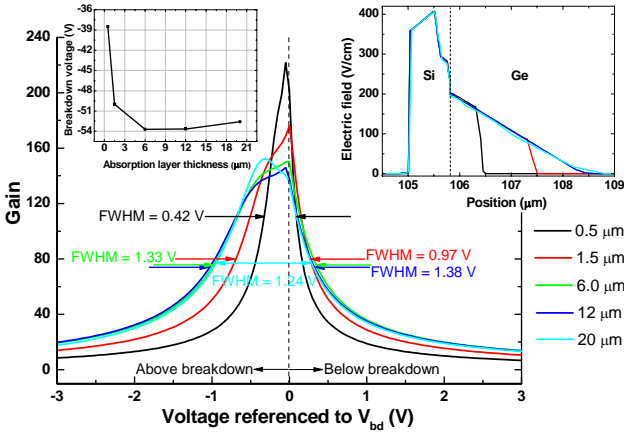 Gain
240
200
160
120
80
40
0
-3
-2
-1
0
1
2
3
Voltage referenced to Vbd (V)
Above breakdown
Below breakdown
FWHM = 0.42 V
FWHM = 1.33 V
FWHM = 0.97 V
FWHM = 1.38 V
FWHM = 1.24 V
Breakdown voltage (V)
-36
-39
-42
-45
-48
-51
-54
0
3
6
9
12
15
18
21
Absorption layer thickness (μm)
Electric field (V/cm)
400
300
200
100
0
Si
Ge
105
106
107
108
109
Position (μm)
0.5 μm
1.5 μm
6.0 μm
12 μm
20 μm